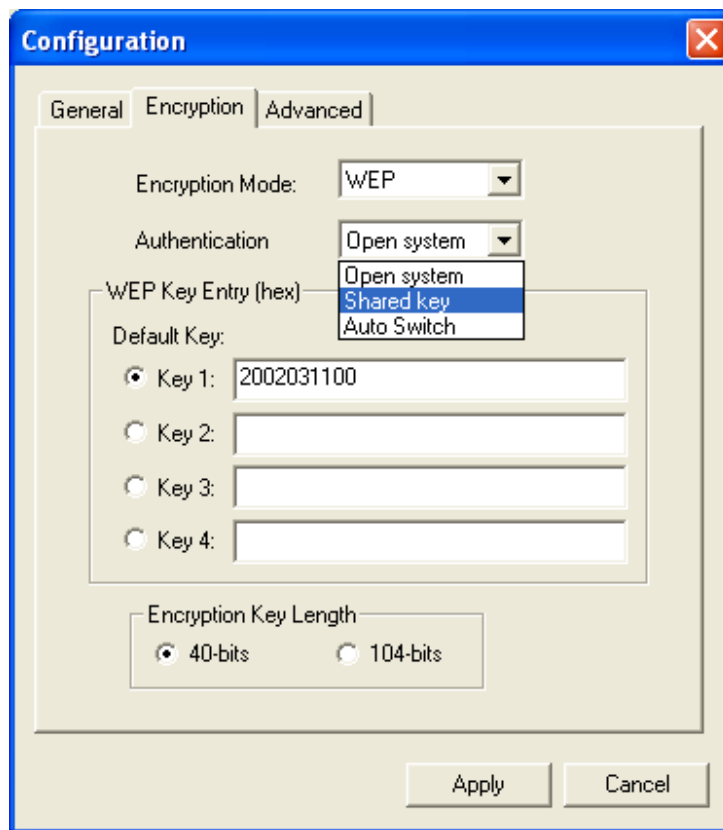 Configuration
General Encryption Advanced
Encryption Mode: WEP
Authentication Open system
Open system
Shared key
Auto Switch
WEP Key Entry (hex)
Default Key:
Key 1: 2002031100
Key 2:
Key 3:
Key 4:
Encryption Key Length
40-bits 104-bits
Apply Cancel